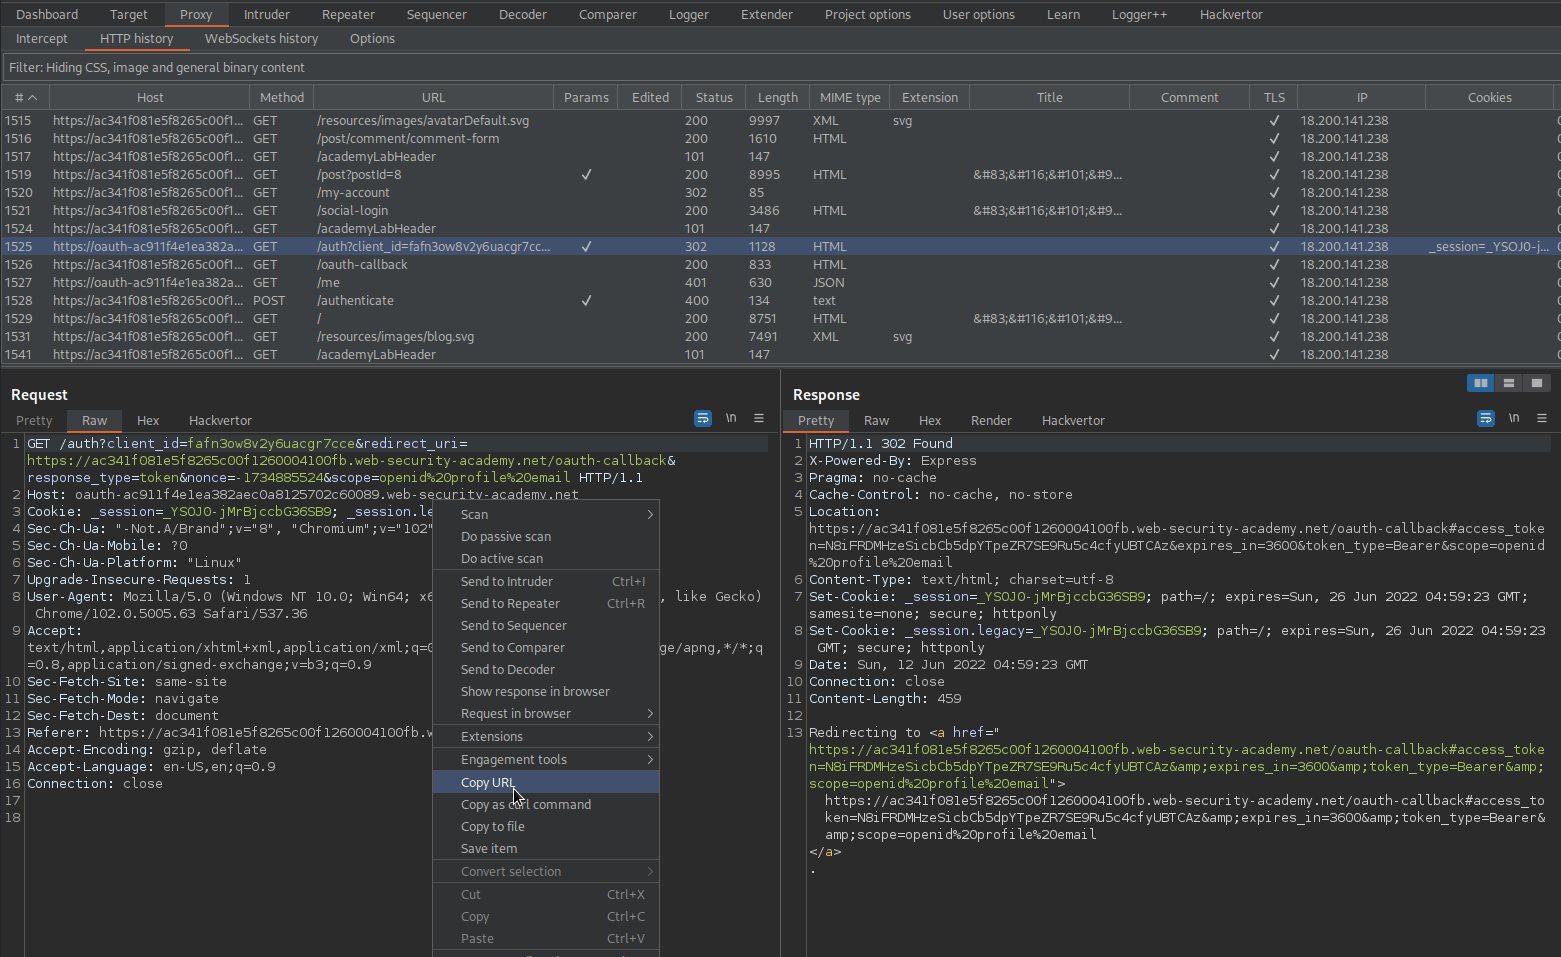 Dashboard Target Proxy Intruder Repeater Sequencer Decoder Comparer Logger Extender Project options User options Learn Logger++ Hackvertor
Intercept HTTP history WebSockets history Options
Filter: Hiding CSS, image and general binary content
# Host Method URL Params Edited Status Length MIME type Extension Title Comment TLS IP Cookies
1515 https://ac341f081e5f8265c00f1... GET /resources/images/avatarDefault.svg 200 9997 XML svg ✓ 18.200.141.238
1516 https://ac341f081e5f8265c00f1... GET /post/comment/comment-form 200 1610 HTML ✓ 18.200.141.238
1517 https://ac341f081e5f8265c00f1... GET /academyLabHeader 101 147 ✓ 18.200.141.238
1519 https://ac341f081e5f8265c00f1... GET /post?postId=8 ✓ 200 8995 HTML &#83;&#116;&#101;&#9... ✓ 18.200.141.238
1520 https://ac341f081e5f8265c00f1... GET /my-account 302 85 ✓ 18.200.141.238
1521 https://ac341f081e5f8265c00f1... GET /social-login 200 3486 HTML &#83;&#116;&#101;&#9... ✓ 18.200.141.238
1524 https://ac341f081e5f8265c00f1... GET /academyLabHeader 101 147 ✓ 18.200.141.238
1525 https://oauth-ac911f4e1ea382a... GET /auth?client_id=fafn3ow8v2y6uacgr7cc... ✓ 302 1128 HTML ✓ 18.200.141.238 _session=_YSOJ0-j...
1526 https://ac341f081e5f8265c00f1... GET /oauth-callback 200 833 HTML ✓ 18.200.141.238
1527 https://oauth-ac911f4e1ea382a... GET /me 401 630 JSON ✓ 18.200.141.238
1528 https://ac341f081e5f8265c00f1... POST /authenticate ✓ 400 134 text ✓ 18.200.141.238
1529 https://ac341f081e5f8265c00f1... GET / 200 8751 HTML &#83;&#116;&#101;&#9... ✓ 18.200.141.238
1531 https://ac341f081e5f8265c00f1... GET /resources/images/blog.svg 200 7491 XML svg ✓ 18.200.141.238
1541 https://ac341f081e5f8265c00f1... GET /academyLabHeader 101 147 ✓ 18.200.141.238
Request
Pretty Raw Hex Hackvertor \n
1 GET /auth?client_id=fafn3ow8v2y6uacgr7cce&redirect_uri=
https://ac341f081e5f8265c00f1260004100fb.web-security-academy.net/oauth-callback&
response_type=token&nonce=-1734885524&scope=openid%20profile%20email HTTP/1.1
2 Host: oauth-ac911f4e1ea382aec0a8125702c60089.web-security-academy.net
3 Cookie: _session=_YSOJ0-jMrBjccbG36SB9; _session.le
4 Sec-Ch-Ua: "-Not.A/Brand";v="8", "Chromium";v="102"
5 Sec-Ch-Ua-Mobile: ?0
6 Sec-Ch-Ua-Platform: "Linux"
7 Upgrade-Insecure-Requests: 1
8 User-Agent: Mozilla/5.0 (Windows NT 10.0; Win64; x6 , like Gecko)
Chrome/102.0.5005.63 Safari/537.36
9 Accept:
text/html,application/xhtml+xml,application/xml;q=0 ge/apng,*/*;q
=0.8,application/signed-exchange;v=b3;q=0.9
10 Sec-Fetch-Site: same-site
11 Sec-Fetch-Mode: navigate
12 Sec-Fetch-Dest: document
13 Referer: https://ac341f081e5f8265c00f1260004100fb.w
14 Accept-Encoding: gzip, deflate
15 Accept-Language: en-US,en;q=0.9
16 Connection: close
17
18
Scan
Do passive scan
Do active scan
Send to Intruder Ctrl+I
Send to Repeater Ctrl+R
Send to Sequencer
Send to Comparer
Send to Decoder
Show response in browser
Request in browser
Extensions
Engagement tools
Copy URL
Copy as curl command
Copy to file
Save item
Convert selection
Cut Ctrl+X
Copy Ctrl+C
Paste Ctrl+V
Response
Pretty Raw Hex Render Hackvertor \n
1 HTTP/1.1 302 Found
2 X-Powered-By: Express
3 Pragma: no-cache
4 Cache-Control: no-cache, no-store
5 Location:
https://ac341f081e5f8265c00f1260004100fb.web-security-academy.net/oauth-callback#access_toke
n=N8iFRDMHzeSicbCb5dpYTpeZR7SE9Ru5c4cfyUBTCAz&expires_in=3600&token_type=Bearer&scope=openid
%20profile%20email
6 Content-Type: text/html; charset=utf-8
7 Set-Cookie: _session=_YSOJ0-jMrBjccbG36SB9; path=/; expires=Sun, 26 Jun 2022 04:59:23 GMT;
samesite=none; secure; httponly
8 Set-Cookie: _session.legacy=_YSOJ0-jMrBjccbG36SB9; path=/; expires=Sun, 26 Jun 2022 04:59:23
GMT; secure; httponly
9 Date: Sun, 12 Jun 2022 04:59:23 GMT
10 Connection: close
11 Content-Length: 459
12
13 Redirecting to <a href="
https://ac341f081e5f8265c00f1260004100fb.web-security-academy.net/oauth-callback#access_toke
n=N8iFRDMHzeSicbCb5dpYTpeZR7SE9Ru5c4cfyUBTCAz&amp;expires_in=3600&amp;token_type=Bearer&amp;
scope=openid%20profile%20email">
https://ac341f081e5f8265c00f1260004100fb.web-security-academy.net/oauth-callback#access_to
ken=N8iFRDMHzeSicbCb5dpYTpeZR7SE9Ru5c4cfyUBTCAz&amp;expires_in=3600&amp;token_type=Bearer&
amp;scope=openid%20profile%20email
</a>
.